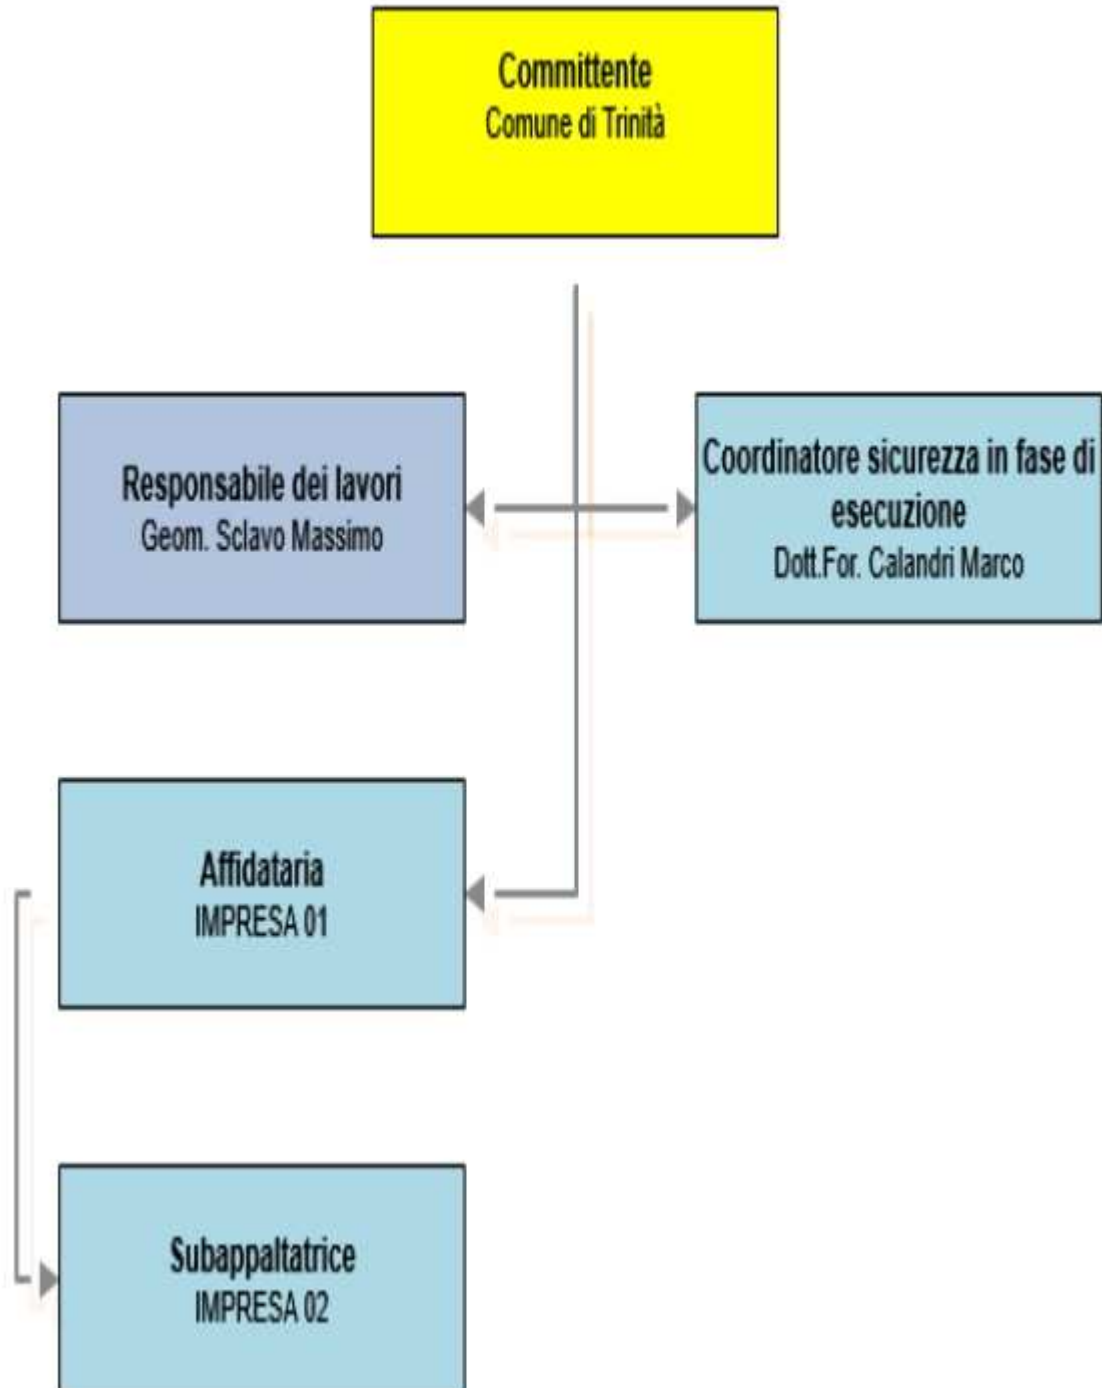 Committente
Comune di Trinità
Responsabile dei lavori
Geom. Sclavo Massimo
Coordinatore sicurezza in fase di
esecuzione
Dott.For. Calandri Marco
Affidataria
IMPRESA 01
Subappaltatrice
IMPRESA 02